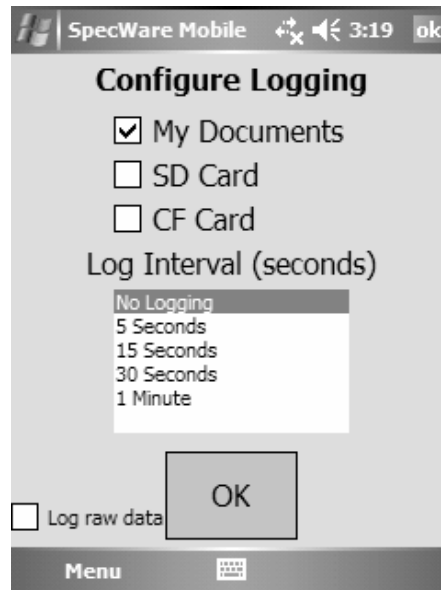 SpecWare Mobile 3:19 ok
Configure Logging
My Documents
SD Card
CF Card
Log Interval (seconds)
No Logging
5 Seconds
15 Seconds
30 Seconds
1 Minute
OK
Log raw data
Menu